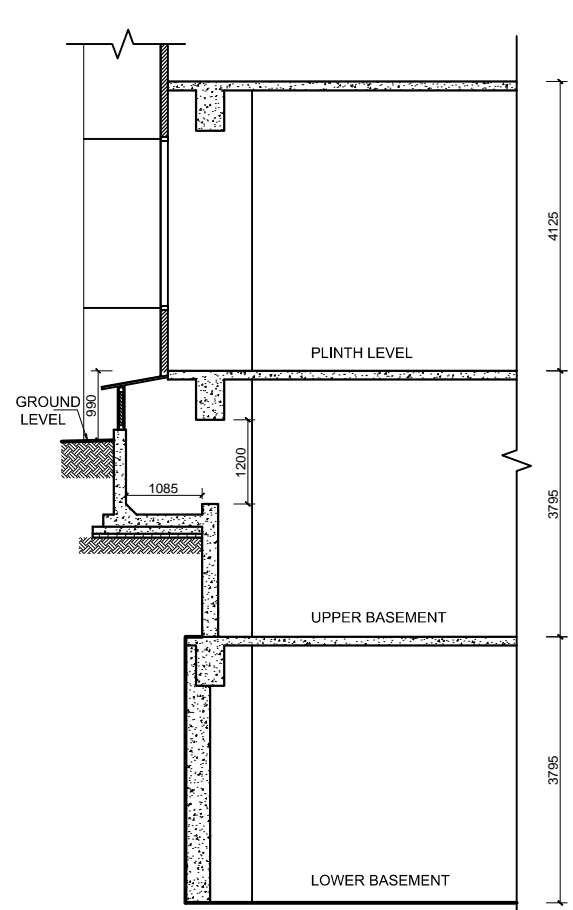 4125
PLINTH LEVEL
GROUND
LEVEL
990
1200
1085
3795
UPPER BASEMENT
3795
LOWER BASEMENT